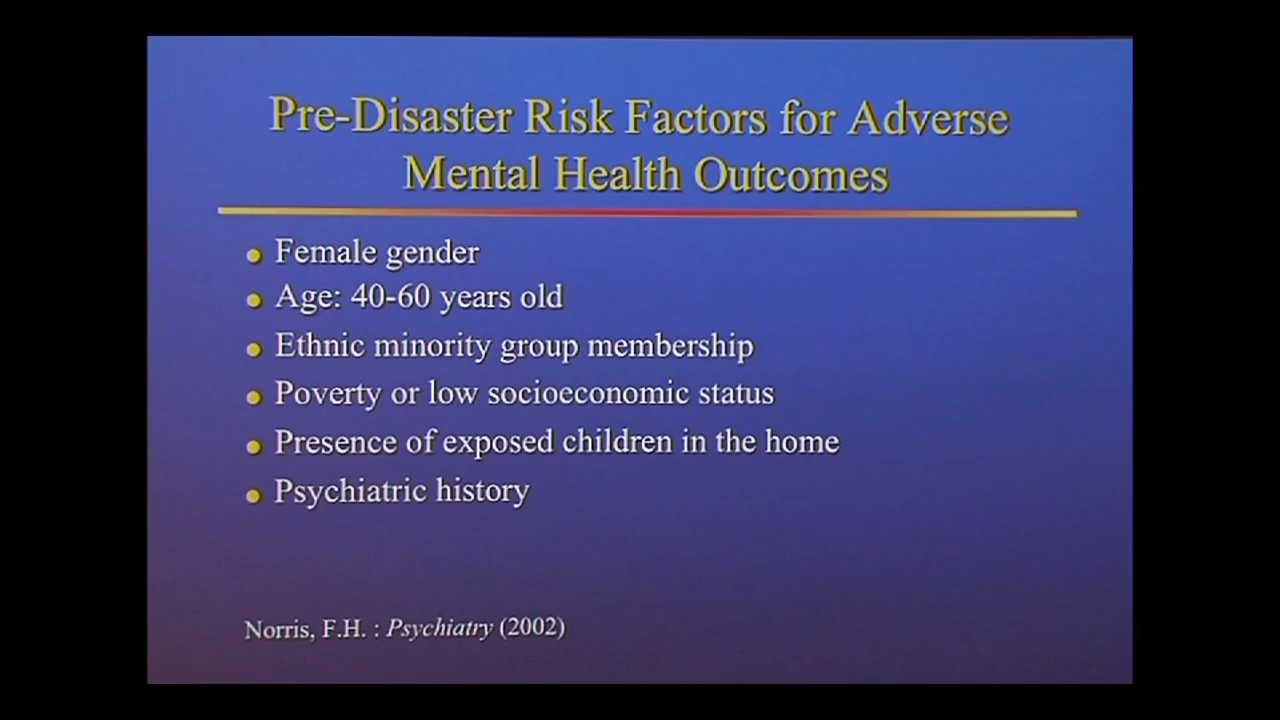 Pre-Disaster Risk Factors for Adverse
Mental Health Outcomes
Female gender
Age: 40-60 years old
Ethnic minority group membership
Poverty or low socioeconomic status
Presence of exposed children in the home
Psychiatric history
Norris, F.H. : Psychiatry (2002)